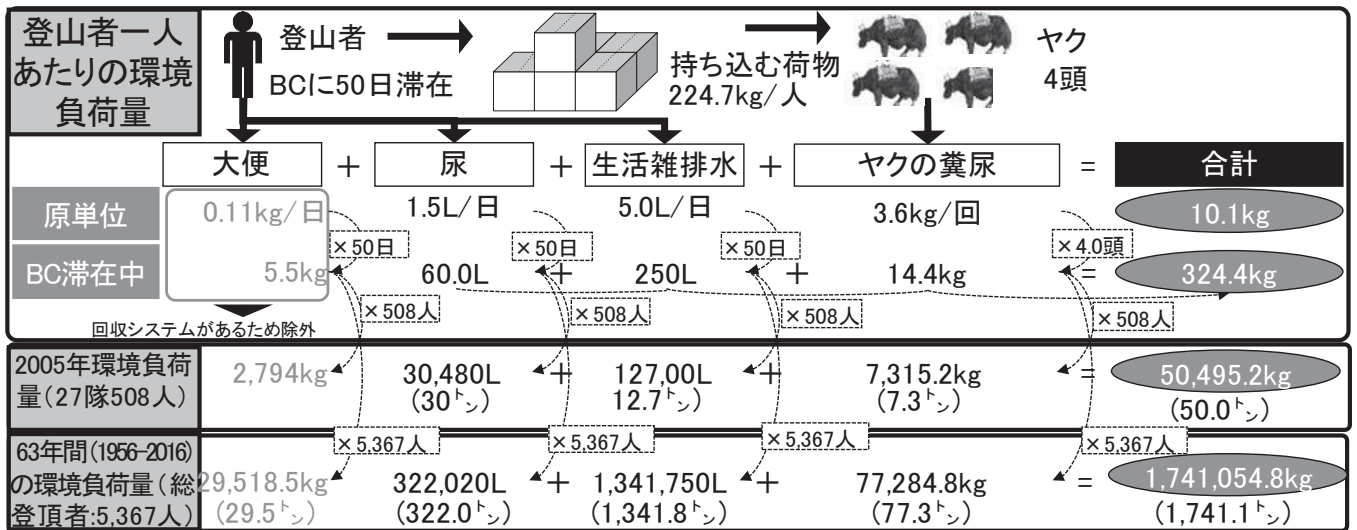 登山者一人
あたりの環境
負荷量
登山者
BCに50日滞在
持ち込む荷物
224.7kg/人
ヤク
4頭
大便 + 尿 + 生活雑排水 + ヤクの糞尿 = 合計
原単位 0.11kg/日 1.5L/日 5.0L/日 3.6kg/回 10.1kg
×50日 ×50日 ×50日 ×4.0頭
BC滞在中 5.5kg 60.0L + 250L + 14.4kg = 324.4kg
×508人 ×508人 ×508人 ×508人
回収システムがあるため除外
2005年環境負荷
量(27隊508人)
2,794kg 30,480L + 127,00L + 7,315.2kg = 50,495.2kg
(30トン) 12.7トン) (7.3トン) (50.0トン)
×5,367人 ×5,367人 ×5,367人 ×5,367人
63年間(1956-2016)
の環境負荷量(総
登頂者:5,367人)
29,518.5kg 322,020L + 1,341,750L + 77,284.8kg = 1,741,054.8kg
(29.5トン) (322.0トン) (1,341.8トン) (77.3トン) (1,741.1トン)